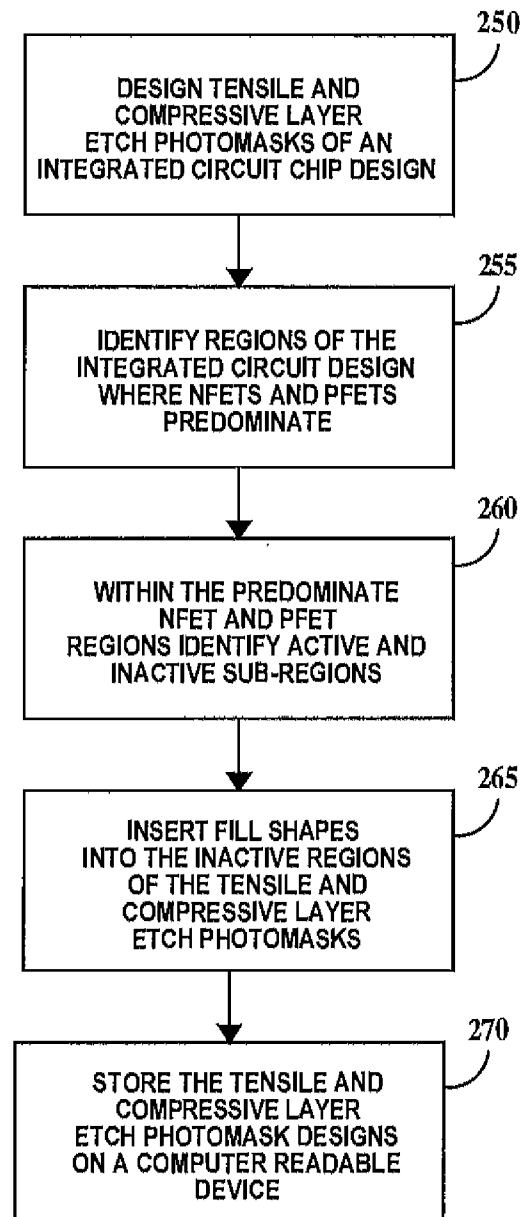 250
DESIGN TENSILE AND
COMPRESSIVE LAYER
ETCH PHOTOMASKS OF AN
INTEGRATED CIRCUIT CHIP DESIGN
255
IDENTIFY REGIONS OF THE
INTEGRATED CIRCUIT DESIGN
WHERE NFETS AND PFETS
PREDOMINATE
260
WITHIN THE PREDOMINATE
NFET AND PFET
REGIONS IDENTIFY ACTIVE AND
INACTIVE SUB-REGIONS
265
INSERT FILL SHAPES
INTO THE INACTIVE REGIONS
OF THE TENSILE AND
COMPRESSIVE LAYER
ETCH PHOTOMASKS
270
STORE THE TENSILE AND
COMPRESSIVE LAYER
ETCH PHOTOMASK DESIGNS
ON A COMPUTER READABLE
DEVICE